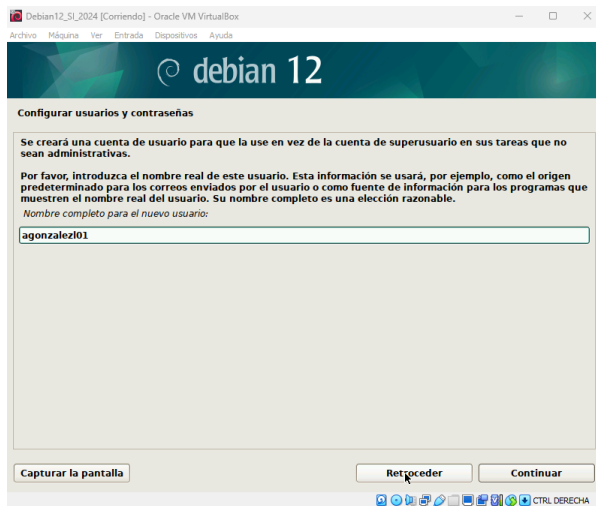 Debian12_SI_2024 [Corriendo] - Oracle VM VirtualBox
Archivo Máquina Ver Entrada Dispositivos Ayuda
debian 12
Configurar usuarios y contraseñas
Se creará una cuenta de usuario para que la use en vez de la cuenta de superusuario en sus tareas que no
sean administrativas.
Por favor, introduzca el nombre real de este usuario. Esta información se usará, por ejemplo, como el origen
predeterminado para los correos enviados por el usuario o como fuente de información para los programas que
muestren el nombre real del usuario. Su nombre completo es una elección razonable.
Nombre completo para el nuevo usuario:
agonzalezl01
Capturar la pantalla Retroceder Continuar
CTRL DERECHA